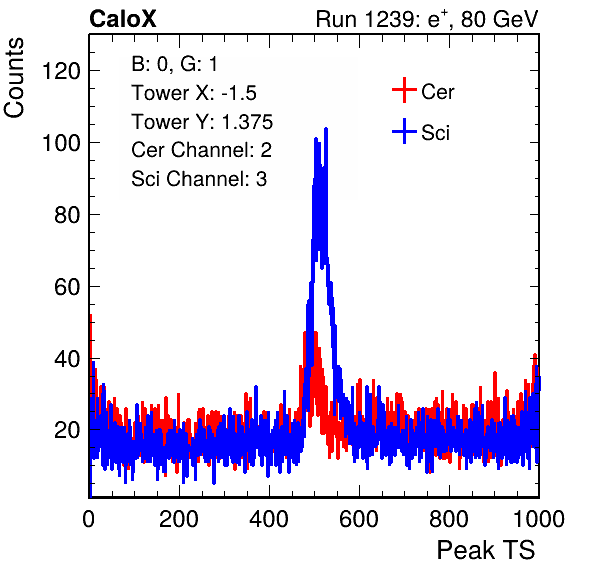 CaloX Run 1239: e+, 80 GeV
Counts
B: 0, G: 1
Tower X: -1.5
Tower Y: 1.375
Cer Channel: 2
Sci Channel: 3
Cer
Sci
120
100
80
60
40
20
0 200 400 600 800 1000
Peak TS